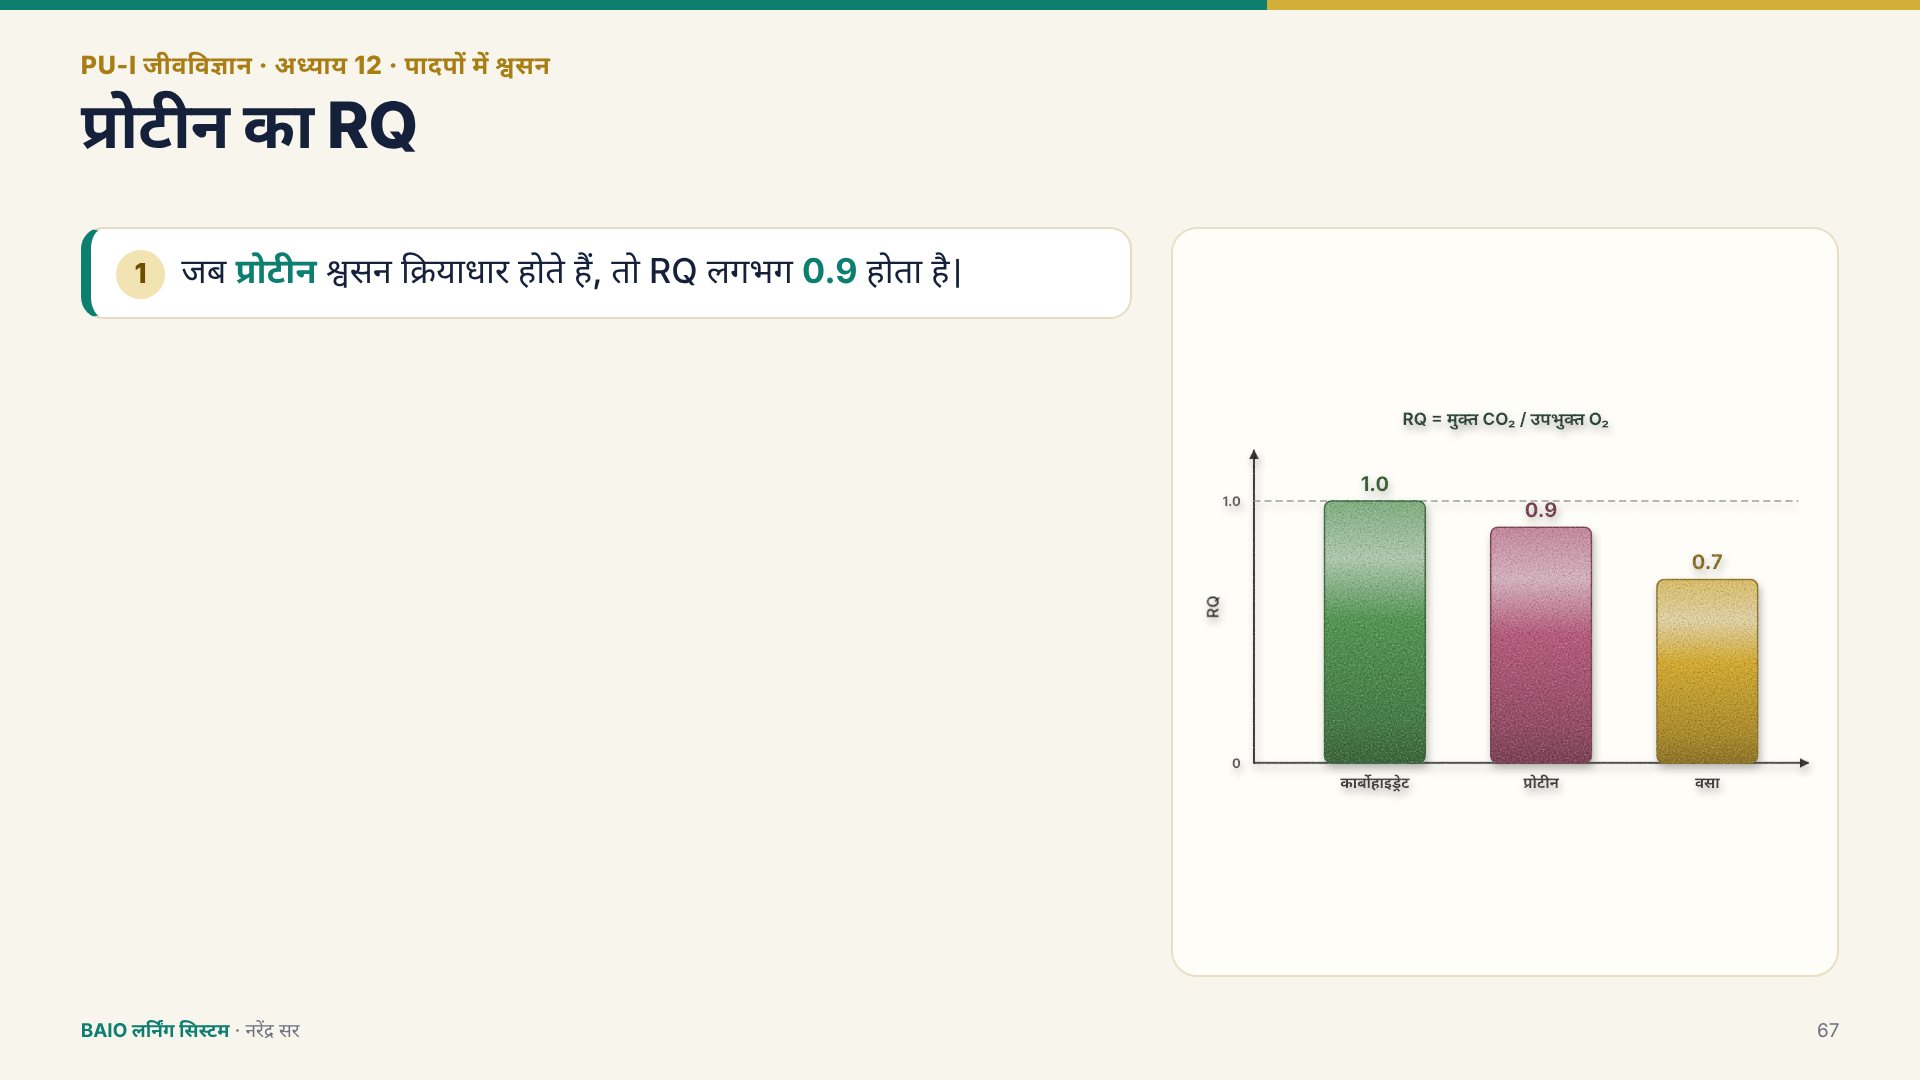 PU-I जीवविज्ञान · अध्याय 12 · पादपों में श्वसन
प्रोटीन का RQ
1 जब प्रोटीन श्वसन क्रियाधार होते हैं, तो RQ लगभग 0.9 होता है|
RQ = मुक्त CO₂ / उपभुक्त O₂
1.0
1.0
0.9
0.7
RQ
0
कार्बोहाइड्रेट
प्रोटीन
वसा
BAIO लर्निंग सिस्टम · नरेंद्र सर
67